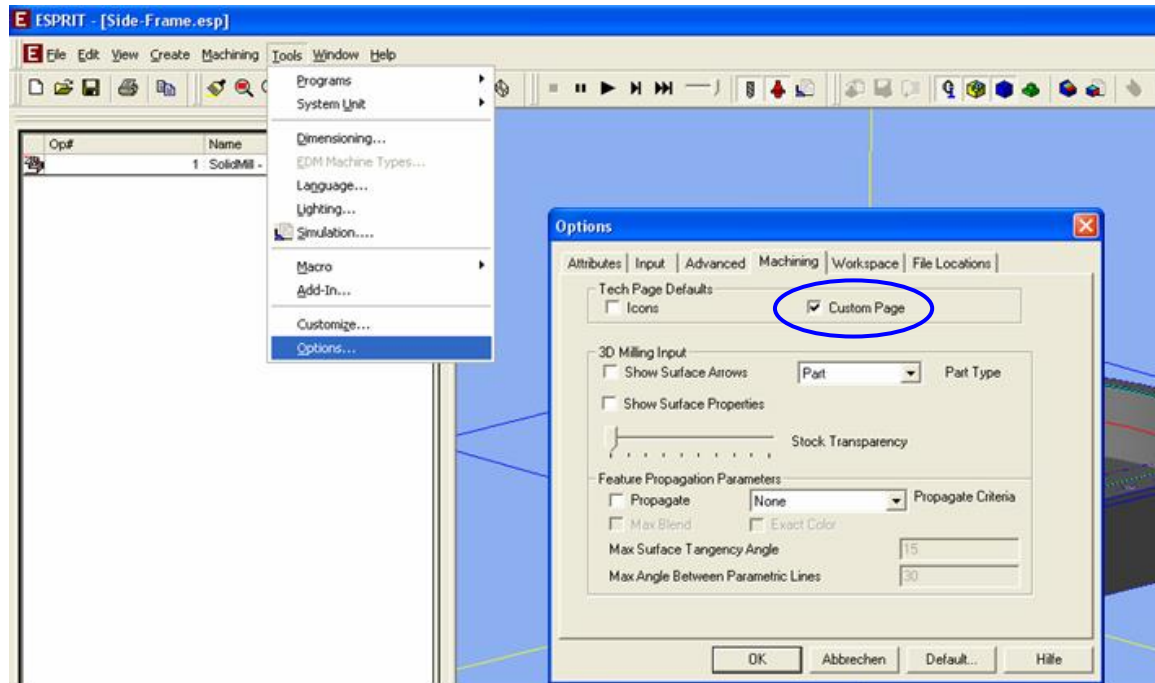 ESPRIT - [Side-Frame.esp]
File Edit View Create Machining Tools Window Help
Programs
System Unit
Dimensioning...
EDM Machine Types...
Language...
Lighting...
Simulation....
Macro
Add-In...
Customize...
Options...
Op# Name
1 SolidMill -
Options
Attributes Input Advanced Machining Workspace File Locations
Tech Page Defaults
Icons Custom Page
3D Milling Input
Show Surface Arrows Part Part Type
Show Surface Properties
Stock Transparency
Feature Propagation Parameters
Propagate None Propagate Criteria
Max Blend Exact Color
Max Surface Tangency Angle 15
Max Angle Between Parametric Lines 30
OK Abbrechen Default... Hilfe